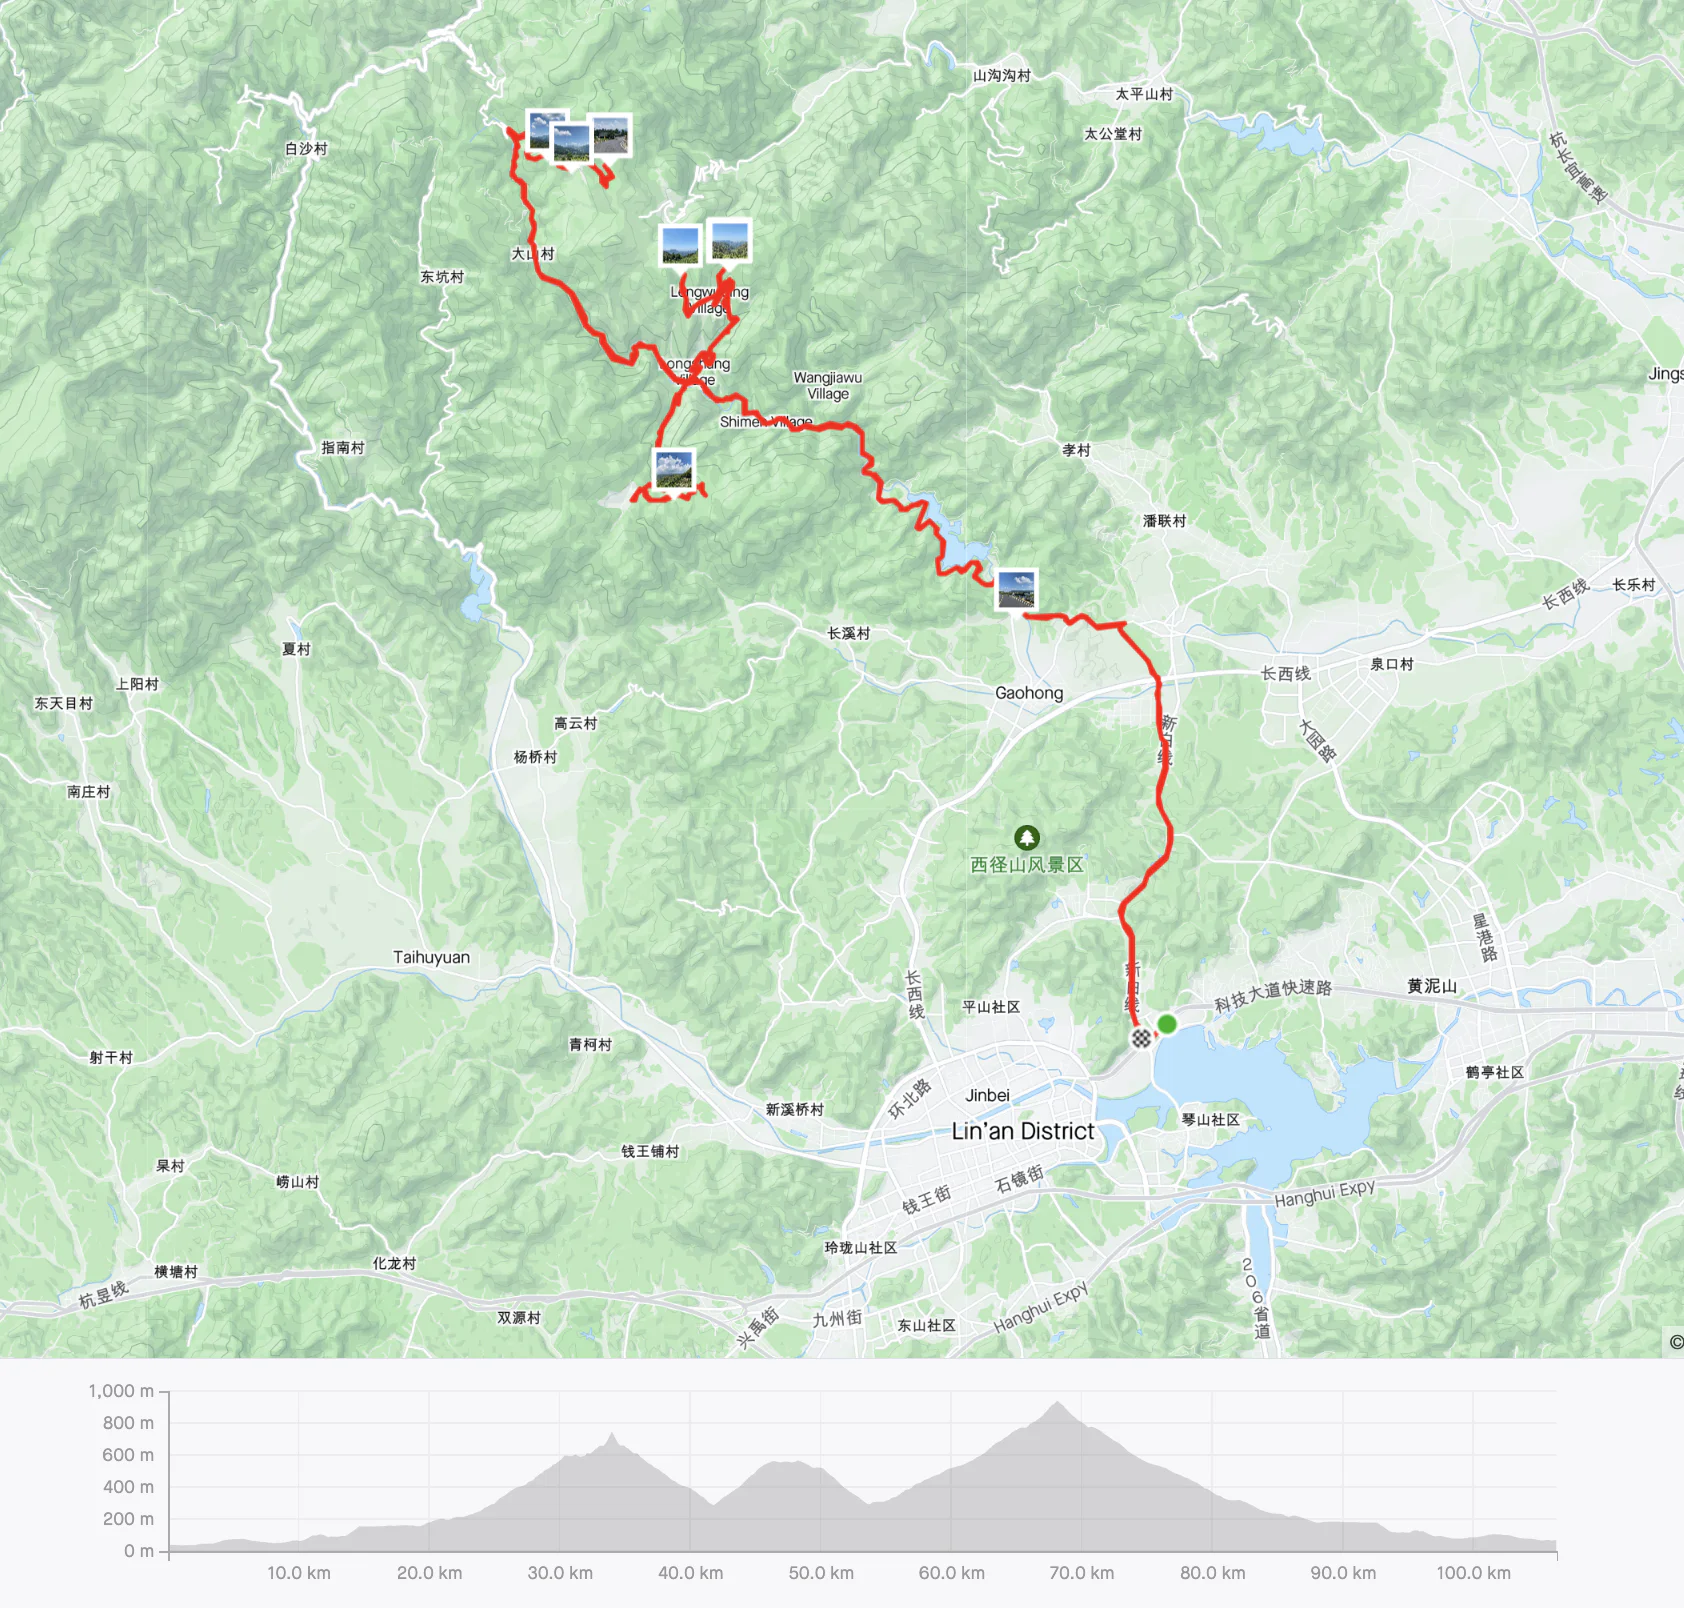 山沟沟村
太平山村
杭长宜高速
太公堂村
白沙村
大山村
东坑村
Village
Wangjiawu
Village
Jings
Shimen Village
指南村
孝村
潘联村
长西线
长乐村
长溪村
夏村
泉口村
长西线
上阳村
Gaohong
东天目村
高云村
新白线
大园路
杨桥村
南庄村
西径山风景区
星港路
Taihuyuan
新白线
长西线
科技大道快速路
黄泥山
平山社区
青柯村
射干村
鹤亭社区
环北路
Jinbei
新溪桥村
琴山社区
Lin'an District
钱王铺村
杲村
崂山村
石镜街
钱王街
Hanghui Expy
玲珑山社区
化龙村
横塘村
杭昱线
206省道
双源村
兴禹街
九州街
东山社区
Hanghui Expy
©
1,000 m
800 m
600 m
400 m
200 m
0 m
10.0 km
20.0 km
30.0 km
40.0 km
50.0 km
60.0 km
70.0 km
80.0 km
90.0 km
100.0 km